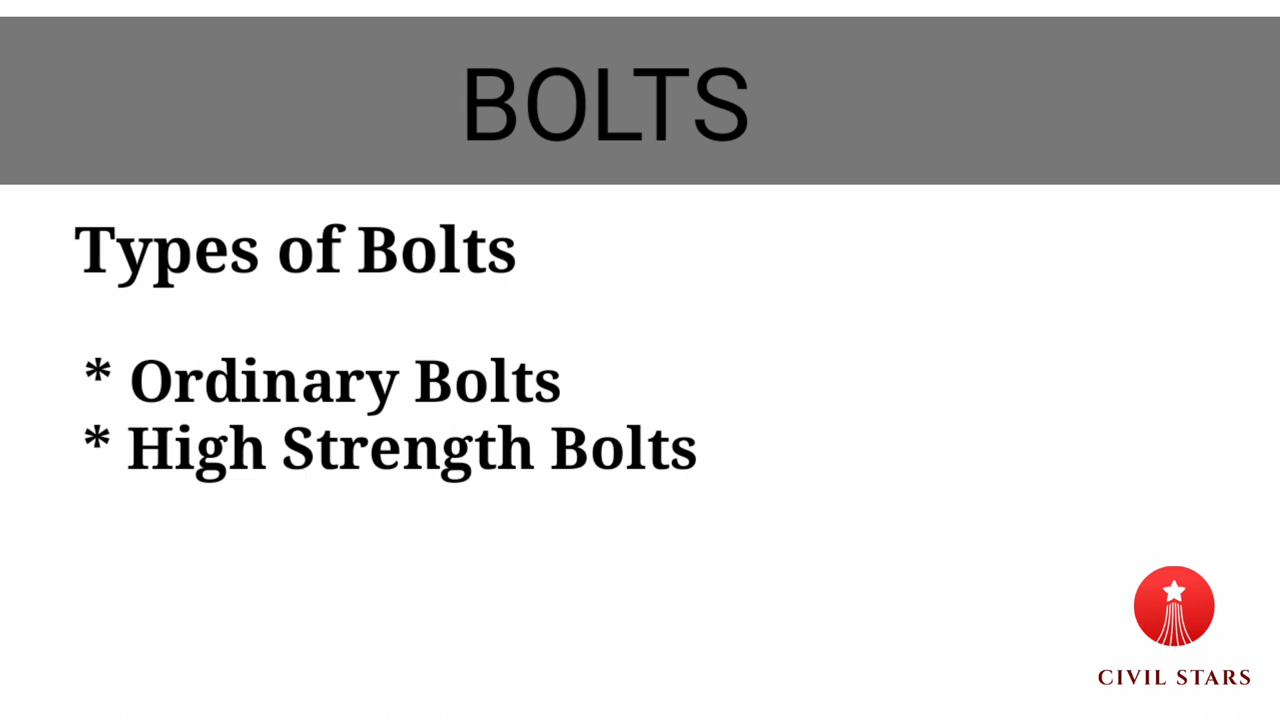 BOLTS
Types of Bolts
* Ordinary Bolts
* High Strength Bolts
CIVIL STARS